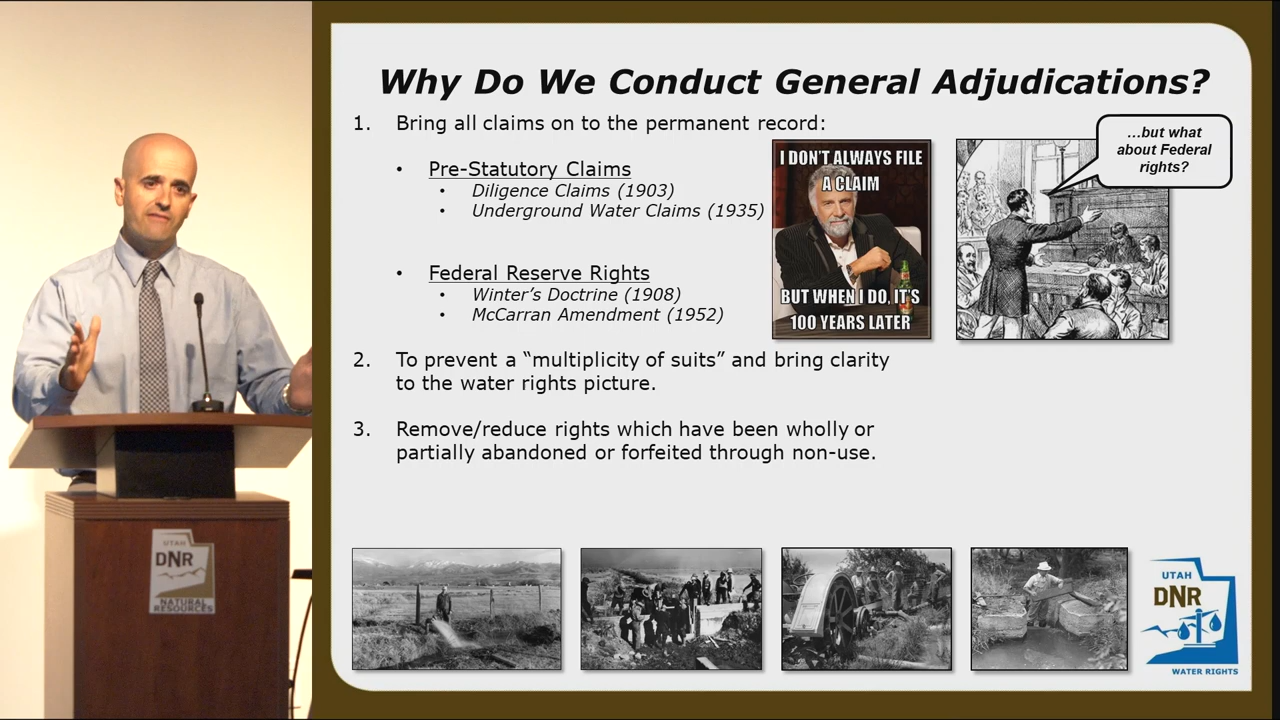 Why Do We Conduct General Adjudications?
1. Bring all claims on to the permanent record:
• Pre-Statutory Claims
• Diligence Claims (1903)
• Underground Water Claims (1935)
• Federal Reserve Rights
• Winter’s Doctrine (1908)
• McCarran Amendment (1952)
I DON'T ALWAYS FILE
A CLAIM
BUT WHEN I DO, IT'S
100 YEARS LATER
...but what
about Federal
rights?
2. To prevent a “multiplicity of suits” and bring clarity
to the water rights picture.
3. Remove/reduce rights which have been wholly or
partially abandoned or forfeited through non-use.
UTAH
DNR
WATER RIGHTS
UTAH
DNR
NATURAL
RESOURCES